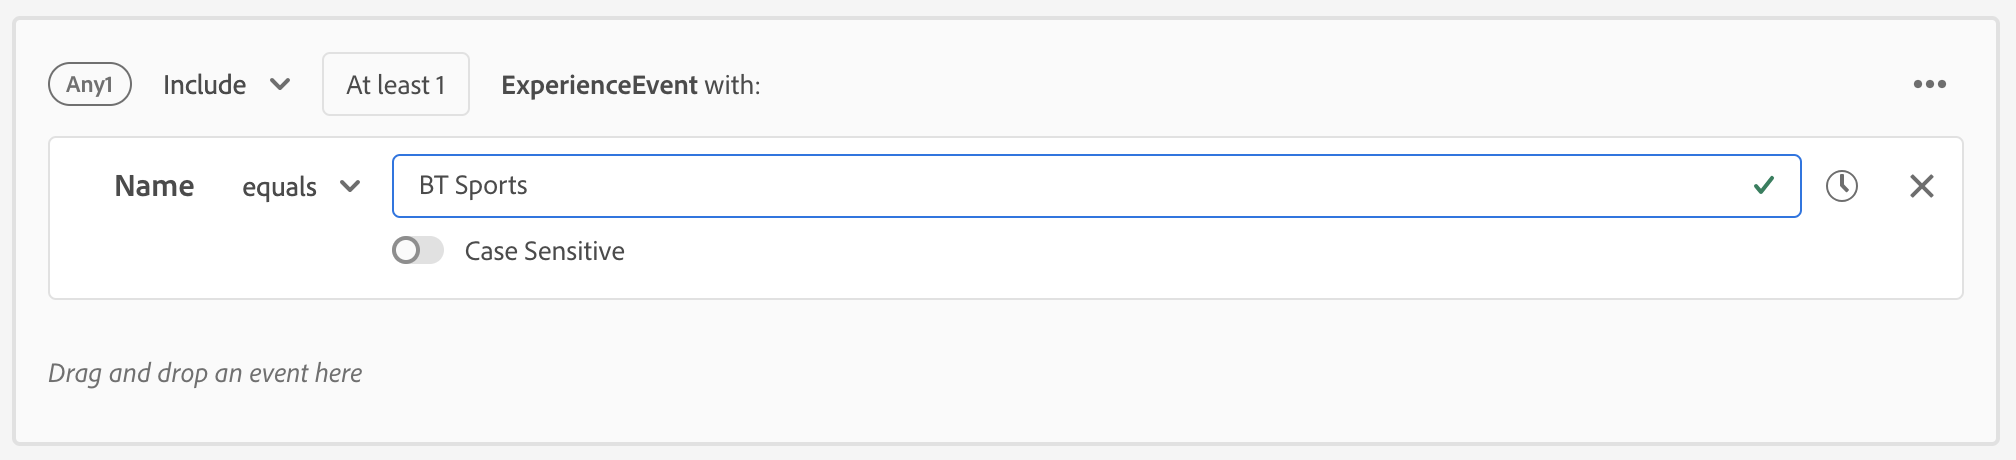 Any1 Include At least 1 ExperienceEvent with:
Name equals BT Sports
Case Sensitive
Drag and drop an event here